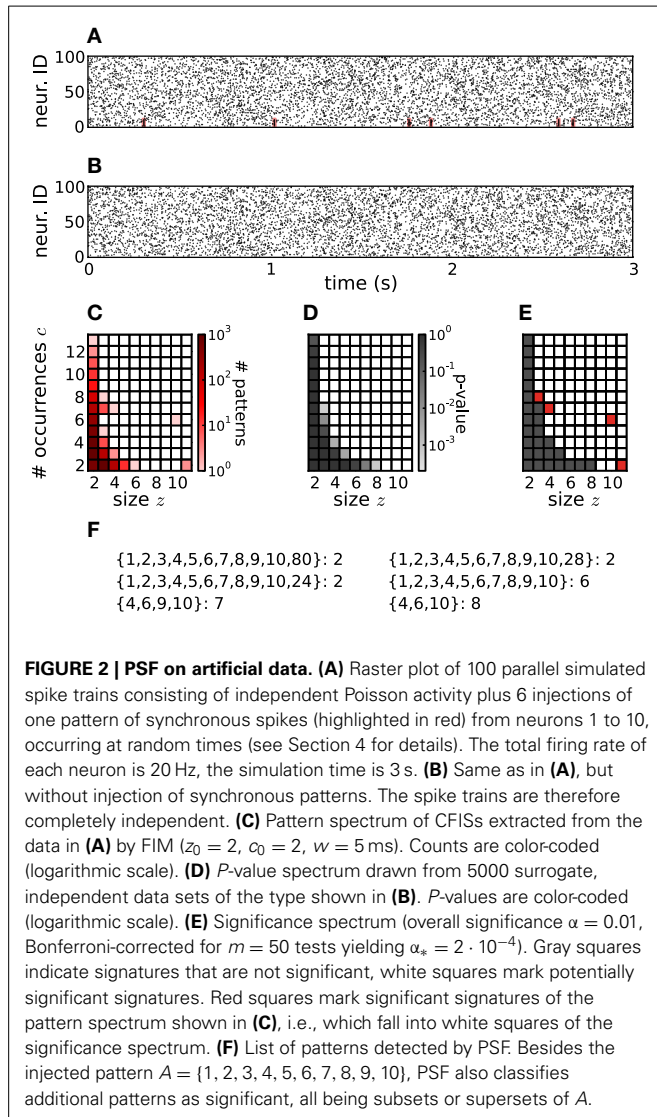 A
neur. ID
100
50
0
B
neur. ID
100
50
0
0 1 2 3
time (s)
C
# occurrences c
12
10
8
6
4
2
2 4 6 8 10
size z
10³
10²
10¹
10⁰
# patterns
D
2 4 6 8 10
size z
10⁰
10⁻¹
10⁻²
10⁻³
p-value
E
2 4 6 8 10
size z
F
{1,2,3,4,5,6,7,8,9,10,80}: 2 {1,2,3,4,5,6,7,8,9,10,28}: 2
{1,2,3,4,5,6,7,8,9,10,24}: 2 {1,2,3,4,5,6,7,8,9,10}: 6
{4,6,9,10}: 7 {4,6,10}: 8
FIGURE 2 | PSF on artificial data. (A) Raster plot of 100 parallel simulated
spike trains consisting of independent Poisson activity plus 6 injections of
one pattern of synchronous spikes (highlighted in red) from neurons 1 to 10,
occurring at random times (see Section 4 for details). The total firing rate of
each neuron is 20 Hz, the simulation time is 3 s. (B) Same as in (A), but
without injection of synchronous patterns. The spike trains are therefore
completely independent. (C) Pattern spectrum of CFISs extracted from the
data in (A) by FIM (z₀ = 2, c₀ = 2, w = 5 ms). Counts are color-coded
(logarithmic scale). (D) P-value spectrum drawn from 5000 surrogate,
independent data sets of the type shown in (B). P-values are color-coded
(logarithmic scale). (E) Significance spectrum (overall significance α = 0.01,
Bonferroni-corrected for m = 50 tests yielding α* = 2 · 10⁻⁴). Gray squares
indicate signatures that are not significant, white squares mark potentially
significant signatures. Red squares mark significant signatures of the
pattern spectrum shown in (C), i.e., which fall into white squares of the
significance spectrum. (F) List of patterns detected by PSF. Besides the
injected pattern A = {1, 2, 3, 4, 5, 6, 7, 8, 9, 10}, PSF also classifies
additional patterns as significant, all being subsets or supersets of A.